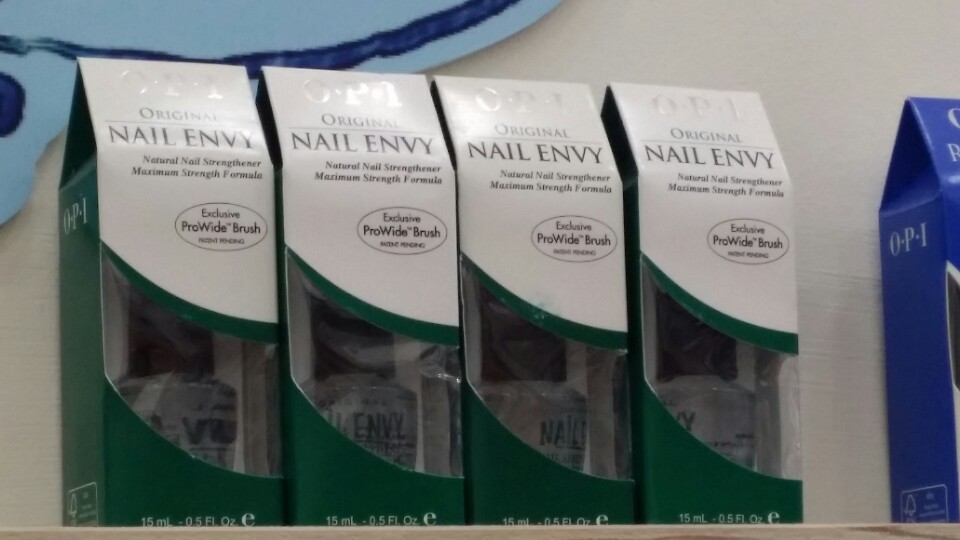 O·P·I
ORIGINAL
NAIL ENVY
Natural Nail Strengthener
Maximum Strength Formula
Exclusive
ProWide™ Brush
PATENT PENDING
O·P·I
15 mL - 0.5 Fl. Oz. e
O·P·I
ORIGINAL
NAIL ENVY
Natural Nail Strengthener
Maximum Strength Formula
Exclusive
ProWide™ Brush
PATENT PENDING
NAIL ENVY
15 mL - 0.5 Fl. Oz. e
O·P·I
ORIGINAL
NAIL ENVY
Natural Nail Strengthener
Maximum Strength Formula
Exclusive
ProWide™ Brush
PATENT PENDING
NAIL
15 mL - 0.5 Fl. Oz. e
O·P·I
ORIGINAL
NAIL ENVY
Natural Nail Strengthener
Maximum Strength Formula
Exclusive
ProWide™ Brush
PATENT PENDING
15 mL - 0.5 Fl. Oz. e
O·P·I